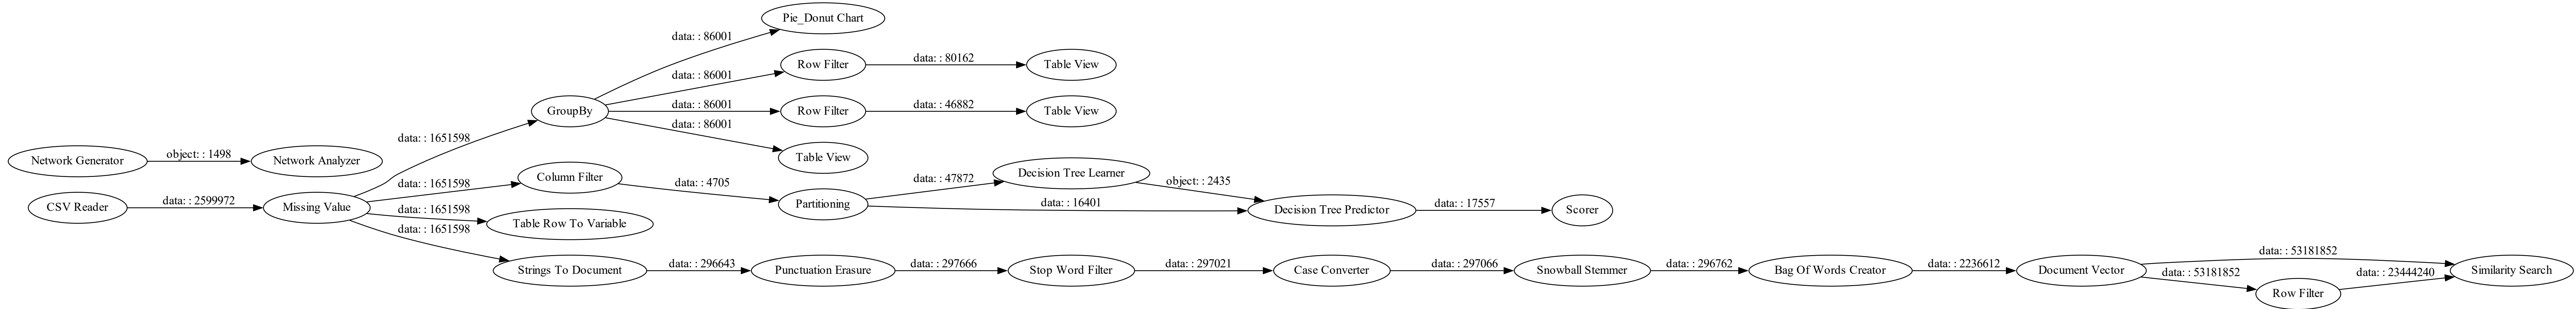 Pie_Donut Chart
data: : 86001
Row Filter
data: : 80162
Table View
data: : 86001
GroupBy
data: : 86001
Row Filter
data: : 46882
Table View
data: : 86001
data: : 1651598
Network Generator
object: : 1498
Network Analyzer
Table View
Column Filter
data: : 1651598
data: : 4705
Decision Tree Learner
data: : 47872
object: : 2435
CSV Reader
data: : 2599972
Missing Value
data: : 1651598
Partitioning
data: : 16401
Decision Tree Predictor
data: : 17557
Scorer
Table Row To Variable
data: : 1651598
Strings To Document
data: : 296643
Punctuation Erasure
data: : 297666
Stop Word Filter
data: : 297021
Case Converter
data: : 297066
Snowball Stemmer
data: : 296762
Bag Of Words Creator
data: : 2236612
Document Vector
data: : 53181852
data: : 53181852
Row Filter
data: : 23444240
Similarity Search